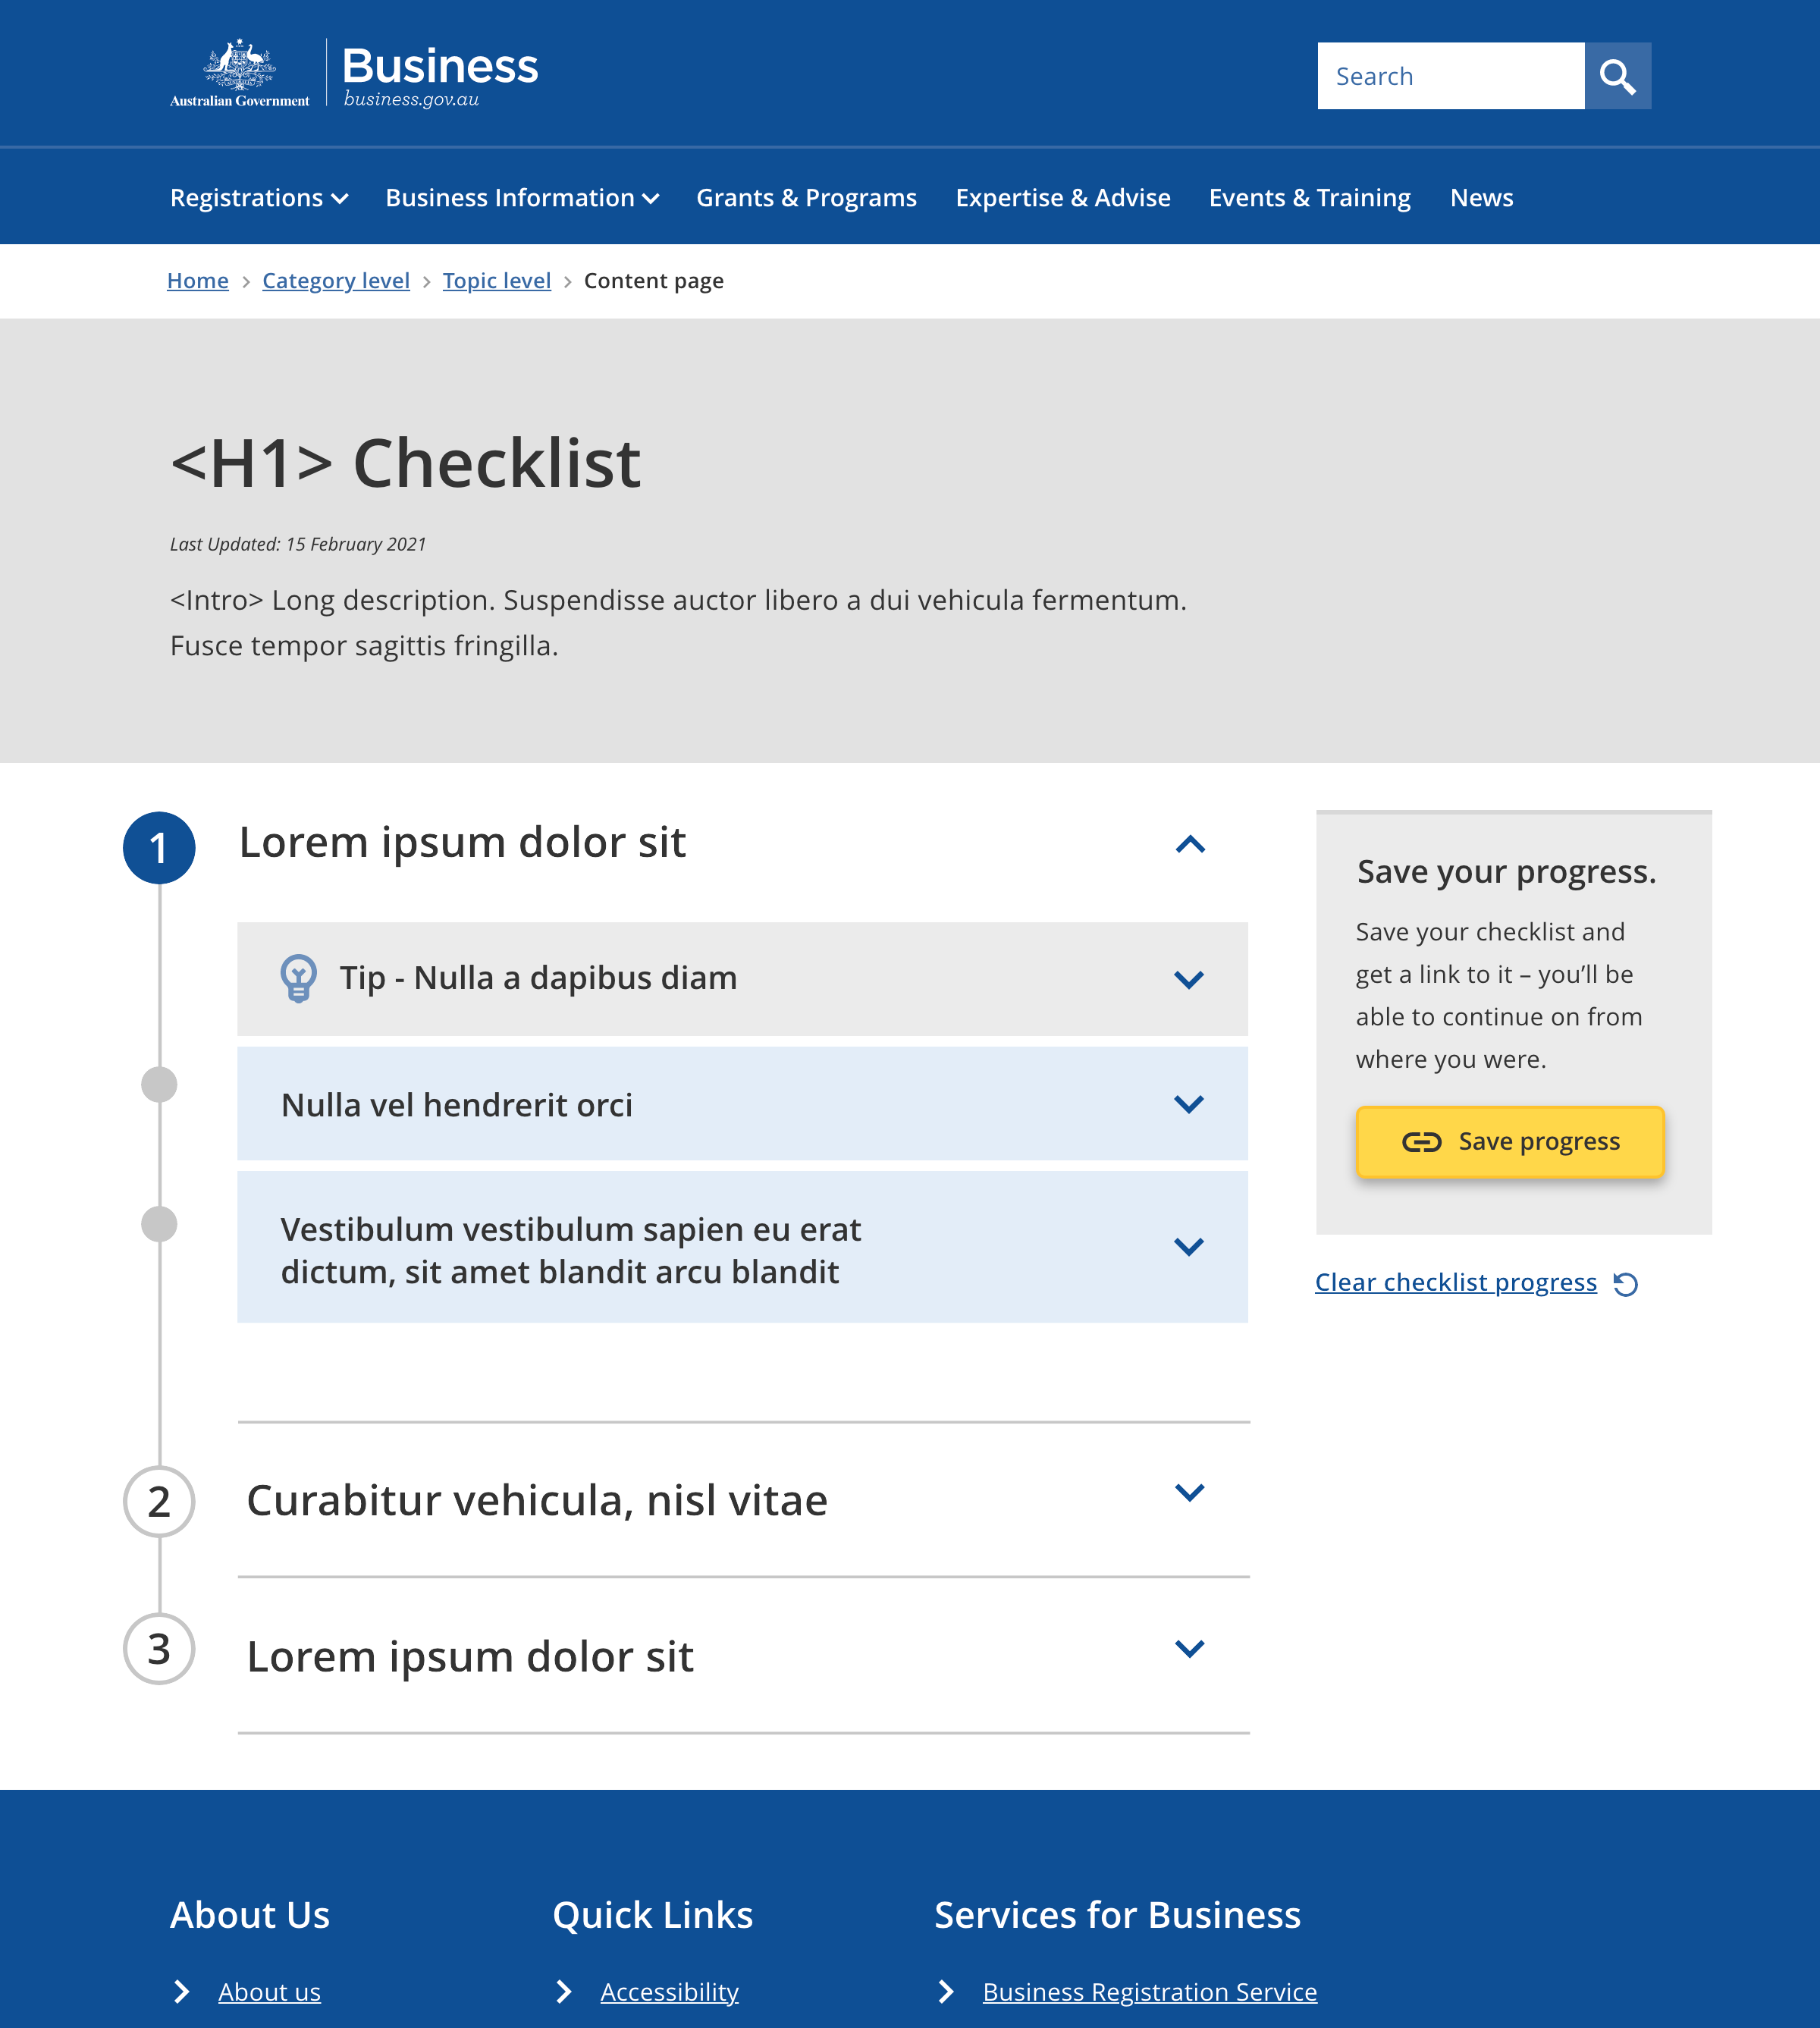 Australian Government
Business
business.gov.au
Search
Registrations Business Information Grants & Programs Expertise & Advise Events & Training News
Home Category level Topic level Content page
<H1> Checklist
Last Updated: 15 February 2021
<Intro> Long description. Suspendisse auctor libero a dui vehicula fermentum.
Fusce tempor sagittis fringilla.
1 Lorem ipsum dolor sit
Tip - Nulla a dapibus diam
Nulla vel hendrerit orci
Vestibulum vestibulum sapien eu erat
dictum, sit amet blandit arcu blandit
2 Curabitur vehicula, nisl vitae
3 Lorem ipsum dolor sit
Save your progress.
Save your checklist and
get a link to it – you’ll be
able to continue on from
where you were.
Save progress
Clear checklist progress
About Us
About us
Quick Links
Accessibility
Services for Business
Business Registration Service